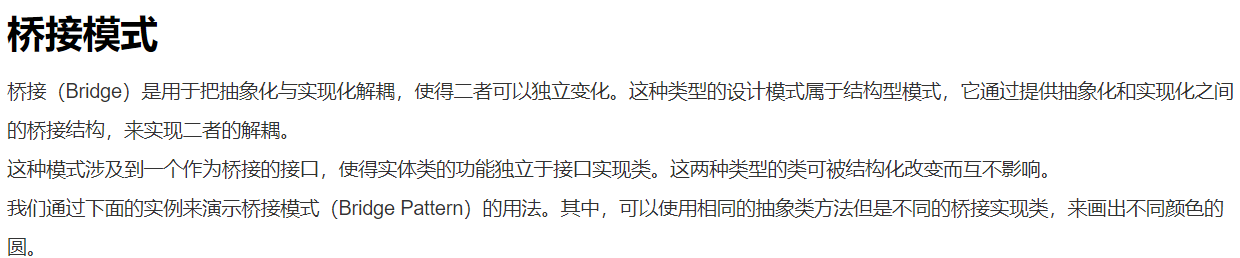 桥接模式
桥接（Bridge）是用于把抽象化与实现化解耦，使得二者可以独立变化。这种类型的设计模式属于结构型模式，它通过提供抽象化和实现化之间
的桥接结构，来实现二者的解耦。
这种模式涉及到一个作为桥接的接口，使得实体类的功能独立于接口实现类。这两种类型的类可被结构化改变而互不影响。
我们通过下面的实例来演示桥接模式（Bridge Pattern）的用法。其中，可以使用相同的抽象类方法但是不同的桥接实现类，来画出不同颜色的
圆。